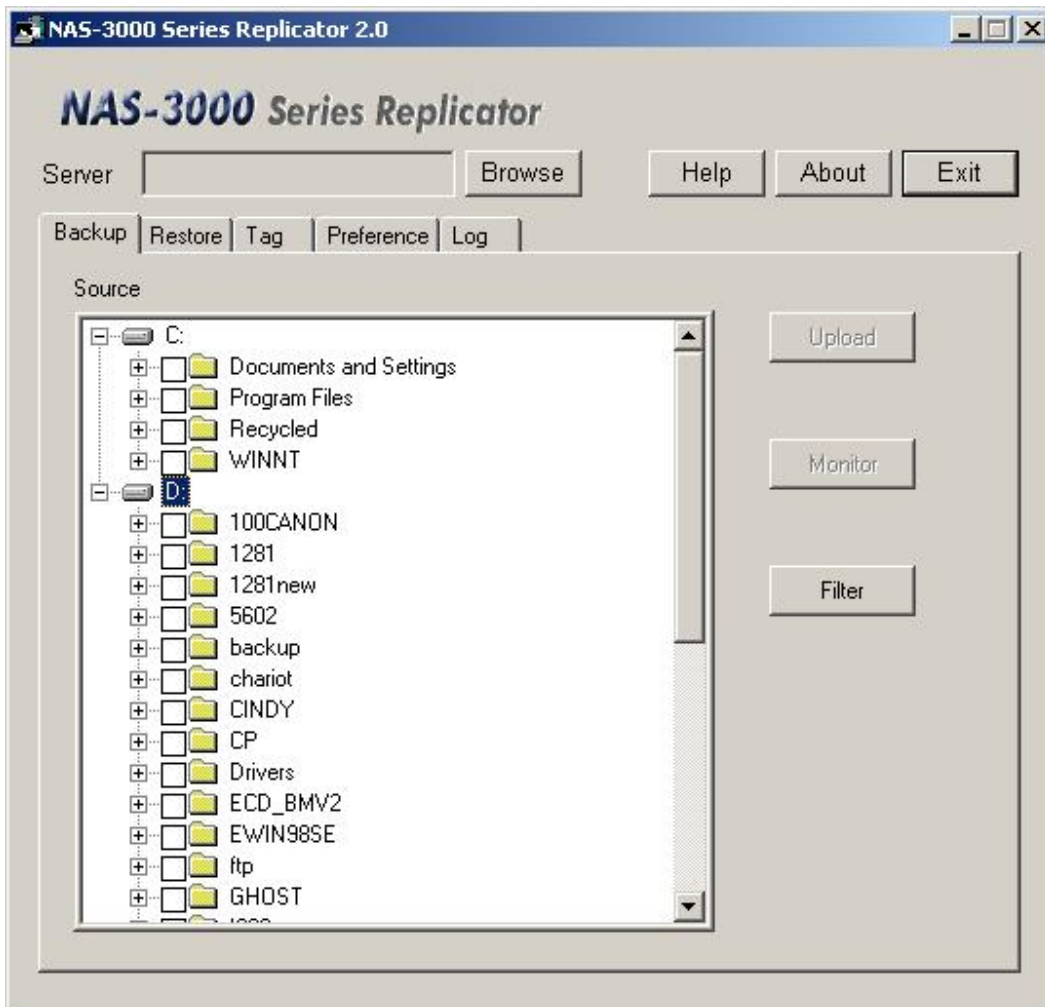 NAS-3000 Series Replicator 2.0
NAS-3000 Series Replicator
Server Browse Help About Exit
Backup Restore Tag Preference Log
Source
C:
Documents and Settings
Program Files
Recycled
WINNT
D:
100CANON
1281
1281new
5602
backup
chariot
CINDY
CP
Drivers
ECD_BMV2
EWIN98SE
ftp
GHOST
Upload
Monitor
Filter